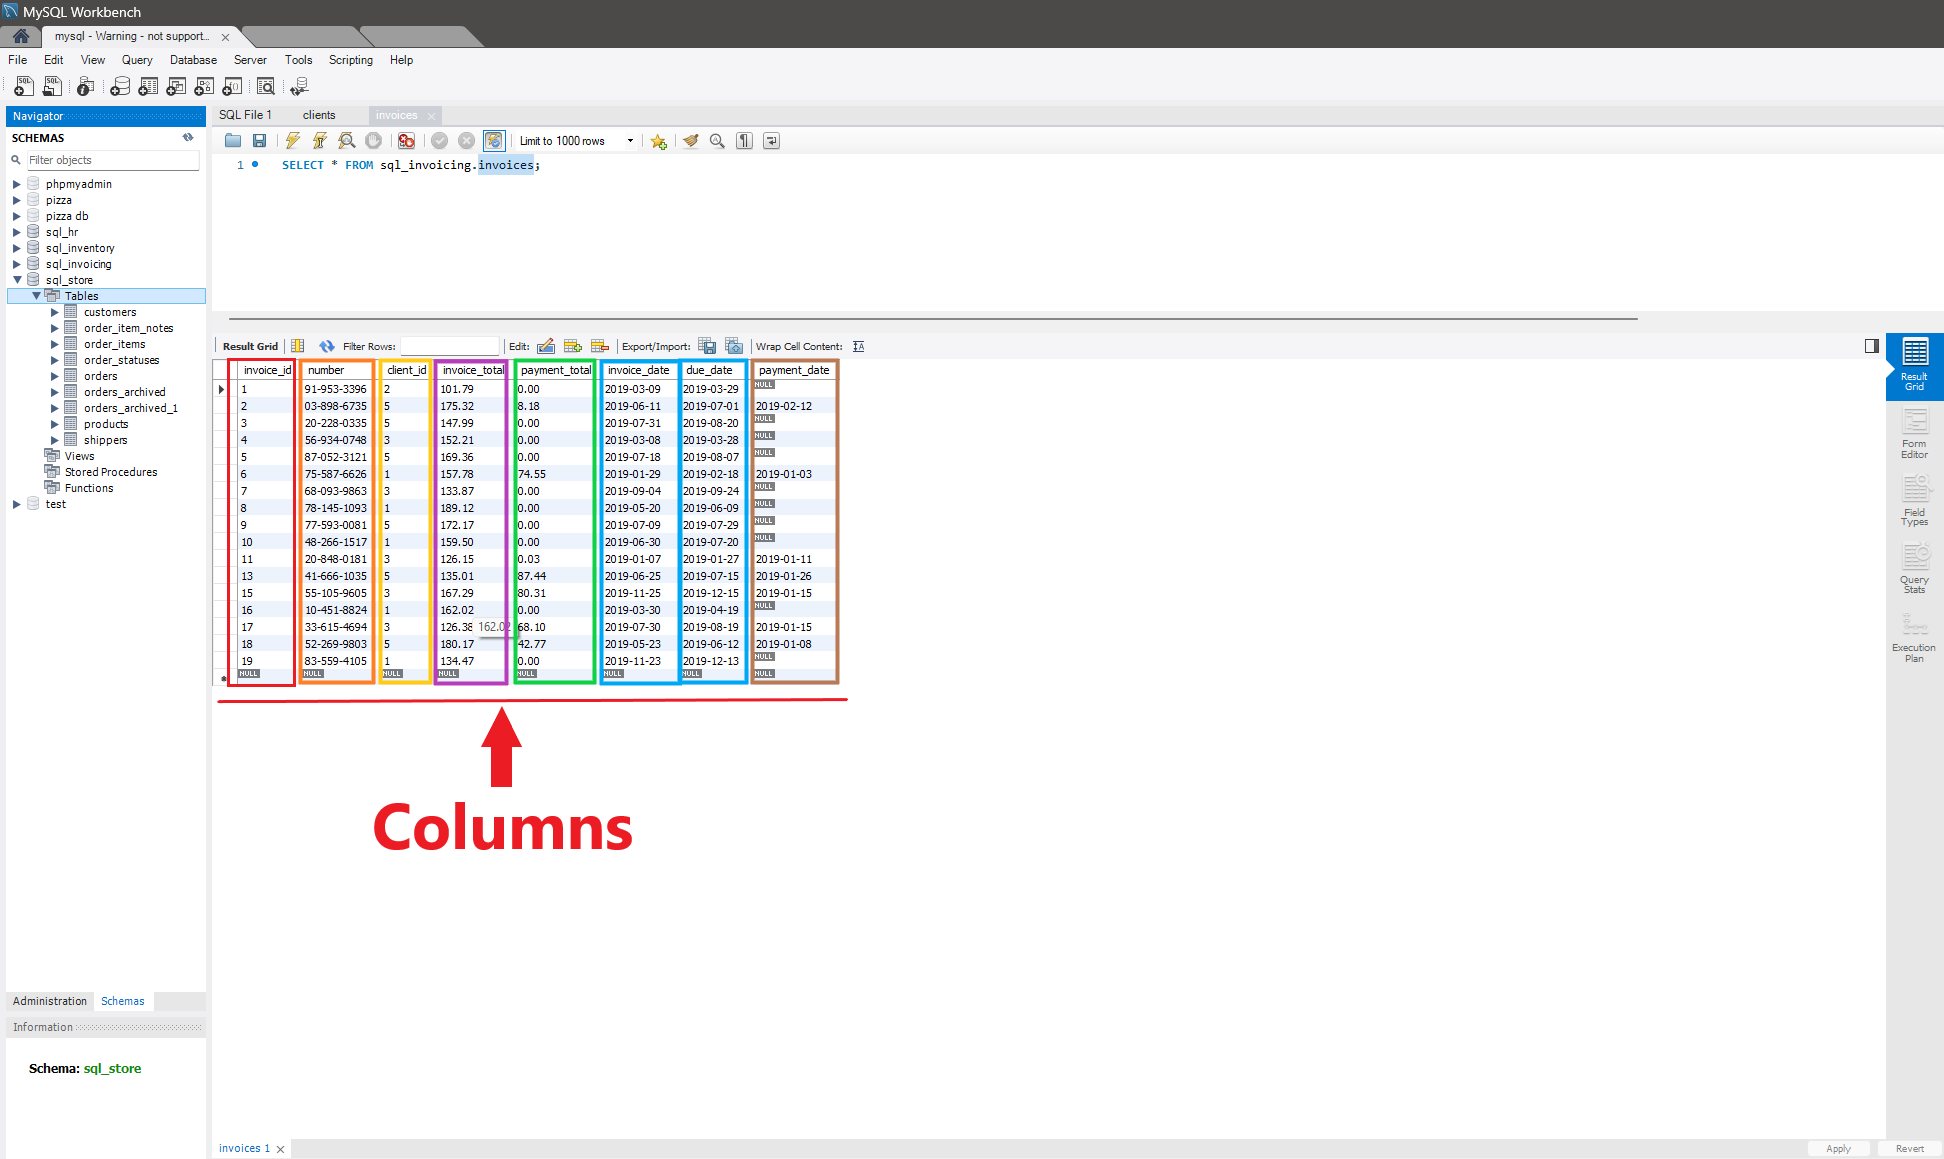 MySQL Workbench
mysql - Warning - not support...
File Edit View Query Database Server Tools Scripting Help
Navigator
SCHEMAS
Filter objects
phpmyadmin
pizza
pizza db
sql_hr
sql_inventory
sql_invoicing
sql_store
Tables
customers
order_item_notes
order_items
order_statuses
orders
orders_archived
orders_archived_1
products
shippers
Views
Stored Procedures
Functions
test
Administration Schemas
Information
Schema: sql_store
SQL File 1 clients invoices
Limit to 1000 rows
1 SELECT * FROM sql_invoicing.invoices;
Result Grid Filter Rows: Edit: Export/Import: Wrap Cell Content:
invoice_id number client_id invoice_total payment_total invoice_date due_date payment_date
1 91-953-3396 2 101.79 0.00 2019-03-09 2019-03-29 NULL
2 03-898-6735 5 175.32 8.18 2019-06-11 2019-07-01 2019-02-12
3 20-228-0335 5 147.99 0.00 2019-07-31 2019-08-20 NULL
4 56-934-0748 3 152.21 0.00 2019-03-08 2019-03-28 NULL
5 87-052-3121 5 169.36 0.00 2019-07-18 2019-08-07 NULL
6 75-587-6626 1 157.78 74.55 2019-01-29 2019-02-18 2019-01-03
7 68-093-9863 3 133.87 0.00 2019-09-04 2019-09-24 NULL
8 78-145-1093 1 189.12 0.00 2019-05-20 2019-06-09 NULL
9 77-593-0081 5 172.17 0.00 2019-07-09 2019-07-29 NULL
10 48-266-1517 1 159.50 0.00 2019-06-30 2019-07-20 NULL
11 20-848-0181 3 126.15 0.03 2019-01-07 2019-01-27 2019-01-11
13 41-666-1035 5 135.01 87.44 2019-06-25 2019-07-15 2019-01-26
15 55-105-9605 3 167.29 80.31 2019-11-25 2019-12-15 2019-01-15
16 10-451-8824 1 162.02 0.00 2019-03-30 2019-04-19 NULL
17 33-615-4694 3 126.38 162.02 68.10 2019-07-30 2019-08-19 2019-01-15
18 52-269-9803 5 180.17 42.77 2019-05-23 2019-06-12 2019-01-08
19 83-559-4105 1 134.47 0.00 2019-11-23 2019-12-13 NULL
NULL NULL NULL NULL NULL NULL NULL NULL
Columns
Result
Grid
Form
Editor
Field
Types
Query
Stats
Execution
Plan
invoices 1
Apply Revert